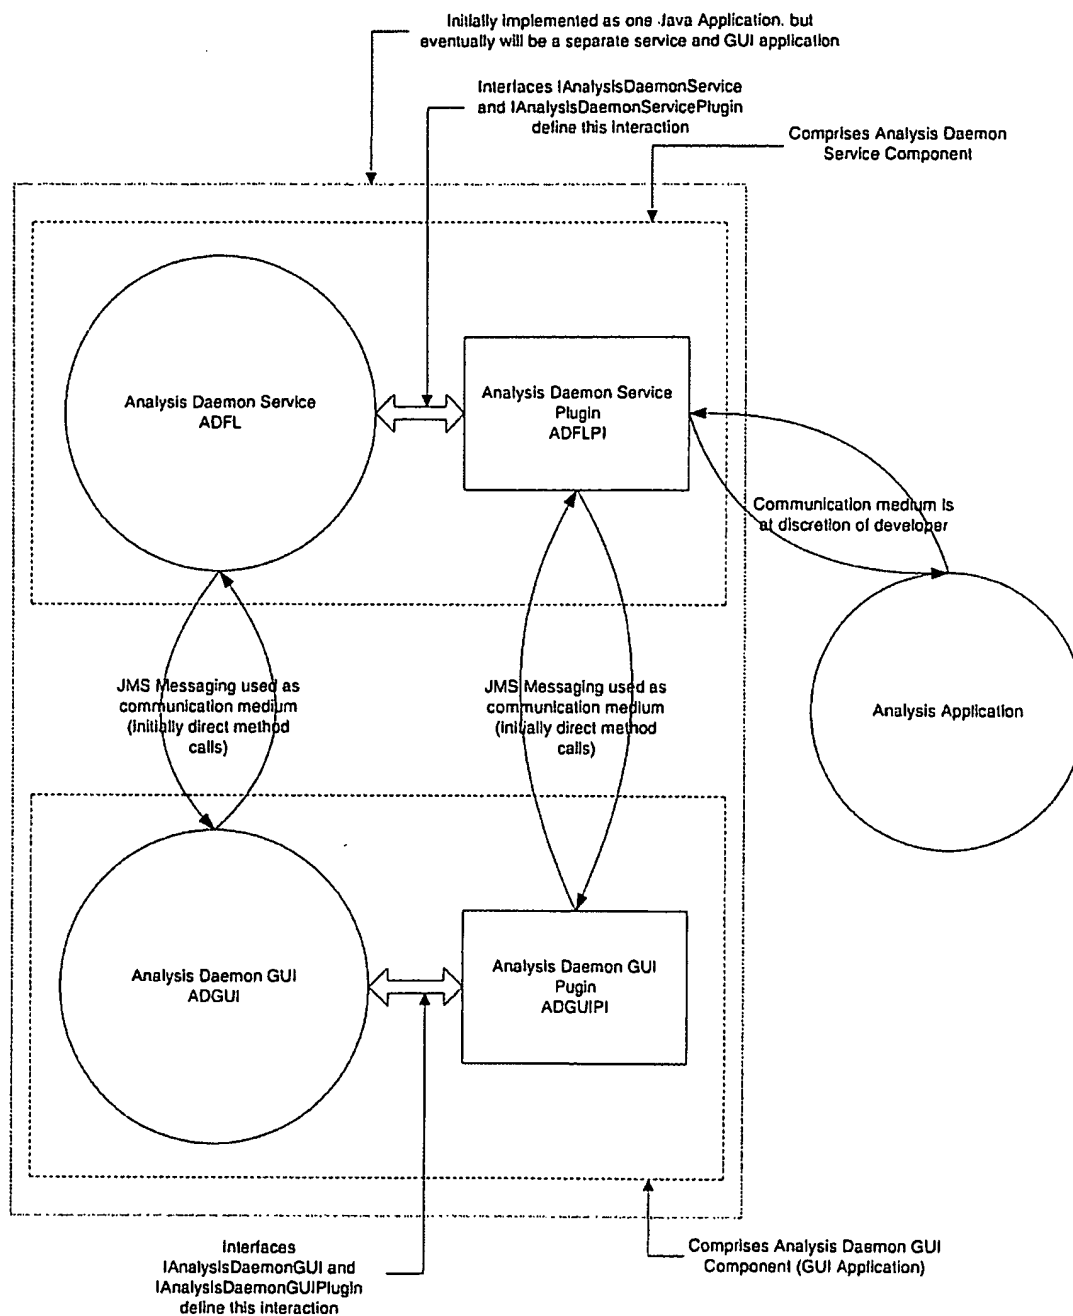 Initially implemented as one Java Application, but
eventually will be a separate service and GUI application
Interfaces IAnalysisDaemonService
and IAnalysisDaemonServicePlugin
define this interaction
Comprises Analysis Daemon
Service Component
Analysis Daemon Service
ADFL
Analysis Daemon Service
Plugin
ADFLPI
Communication medium is
at discretion of developer
JMS Messaging used as
communication medium
(initially direct method
calls)
JMS Messaging used as
communication medium
(initially direct method
calls)
Analysis Application
Analysis Daemon GUI
ADGUI
Analysis Daemon GUI
Pugin
ADGUIPI
Interfaces
IAnalysisDaemonGUI and
IAnalysisDaemonGUIPlugin
define this interaction
Comprises Analysis Daemon GUI
Component (GUI Application)